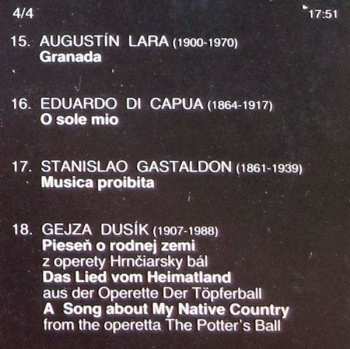 4/4 17:51
15. AUGUSTÍN LARA (1900-1970)
Granada
16. EDUARDO DI CAPUA (1864-1917)
O sole mio
17. STANISLAO GASTALDON (1861-1939)
Musica proibita
18. GEJZA DUSÍK (1907-1988)
Pieseň o rodnej zemi
z operety Hrnčiarsky bál
Das Lied vom Heimatland
aus der Operette Der Töpferball
A Song about My Native Country
from the operetta The Potter's Ball